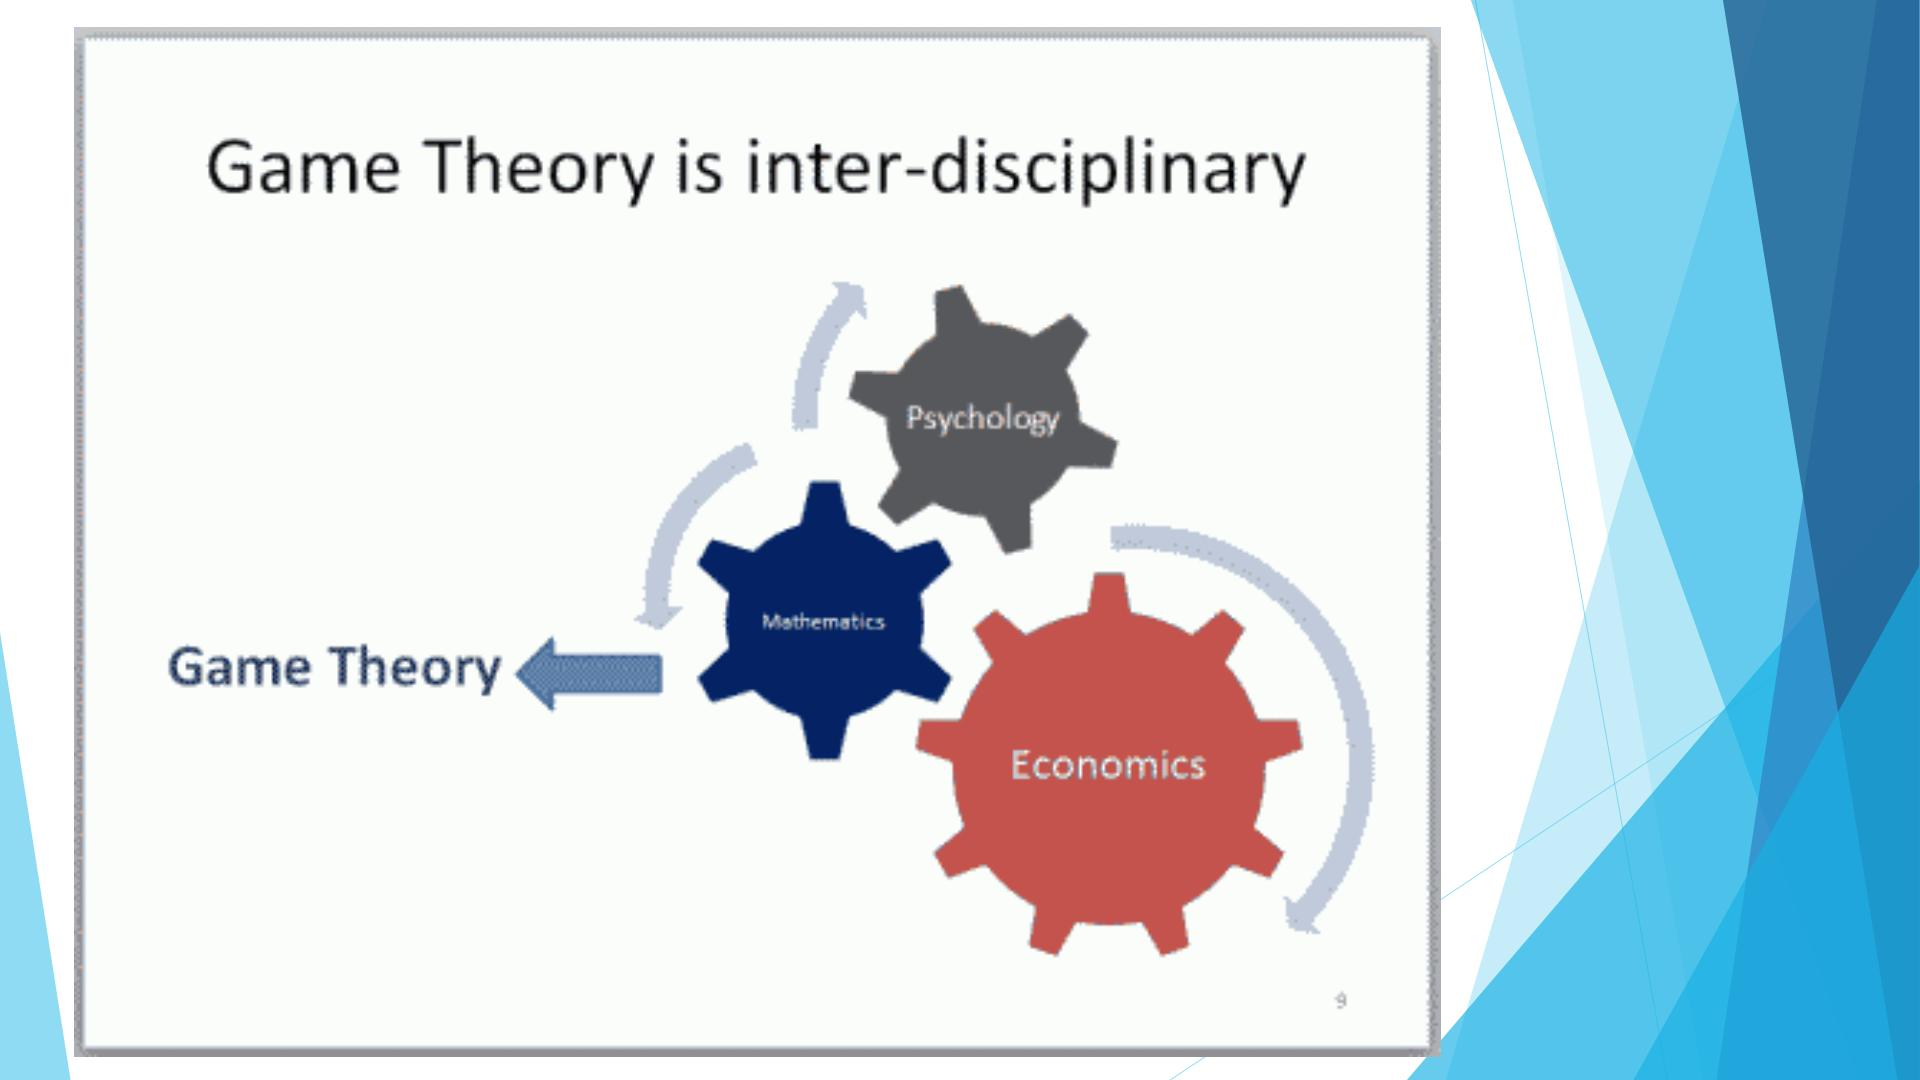 Game Theory is inter-disciplinary
Psychology
Mathematics
Game Theory
Economics
9